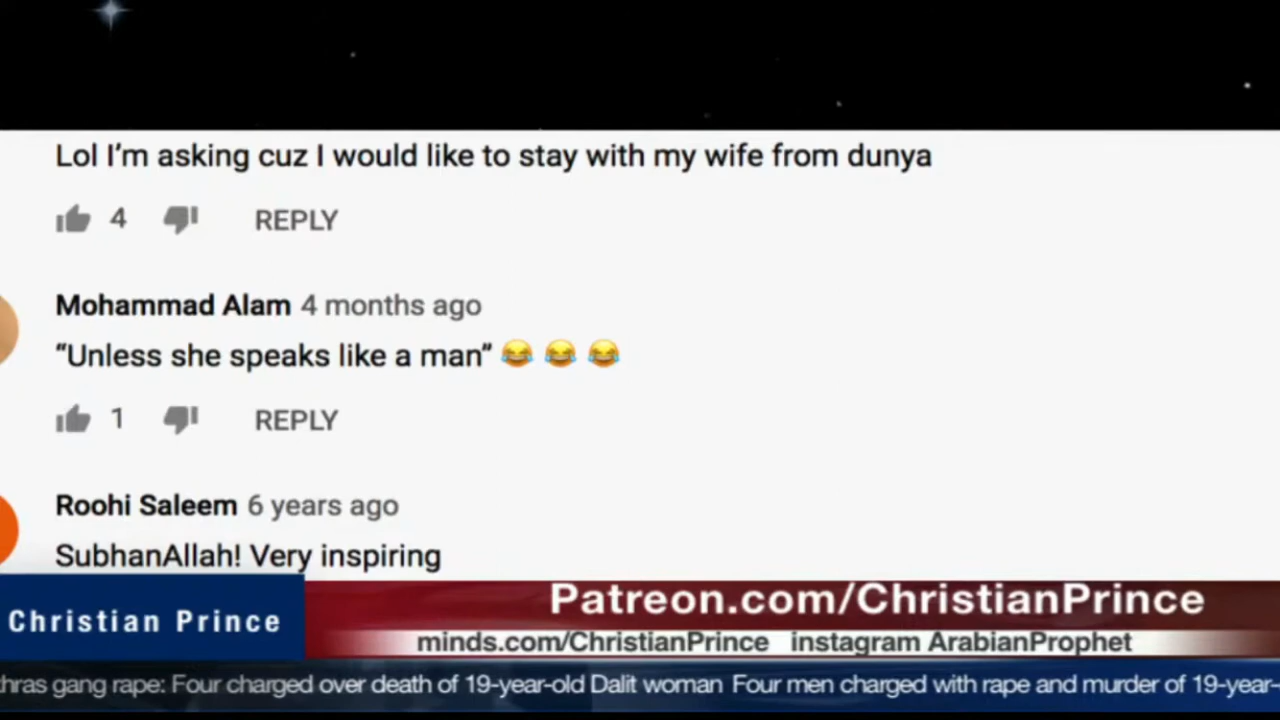 Lol I’m asking cuz I would like to stay with my wife from dunya
4 REPLY
Mohammad Alam 4 months ago
“Unless she speaks like a man” 😂 😂 😂
1 REPLY
Roohi Saleem 6 years ago
SubhanAllah! Very inspiring
Christian Prince
Patreon.com/ChristianPrince
minds.com/ChristianPrince instagram ArabianProphet
hras gang rape: Four charged over death of 19-year-old Dalit woman Four men charged with rape and murder of 19-year-